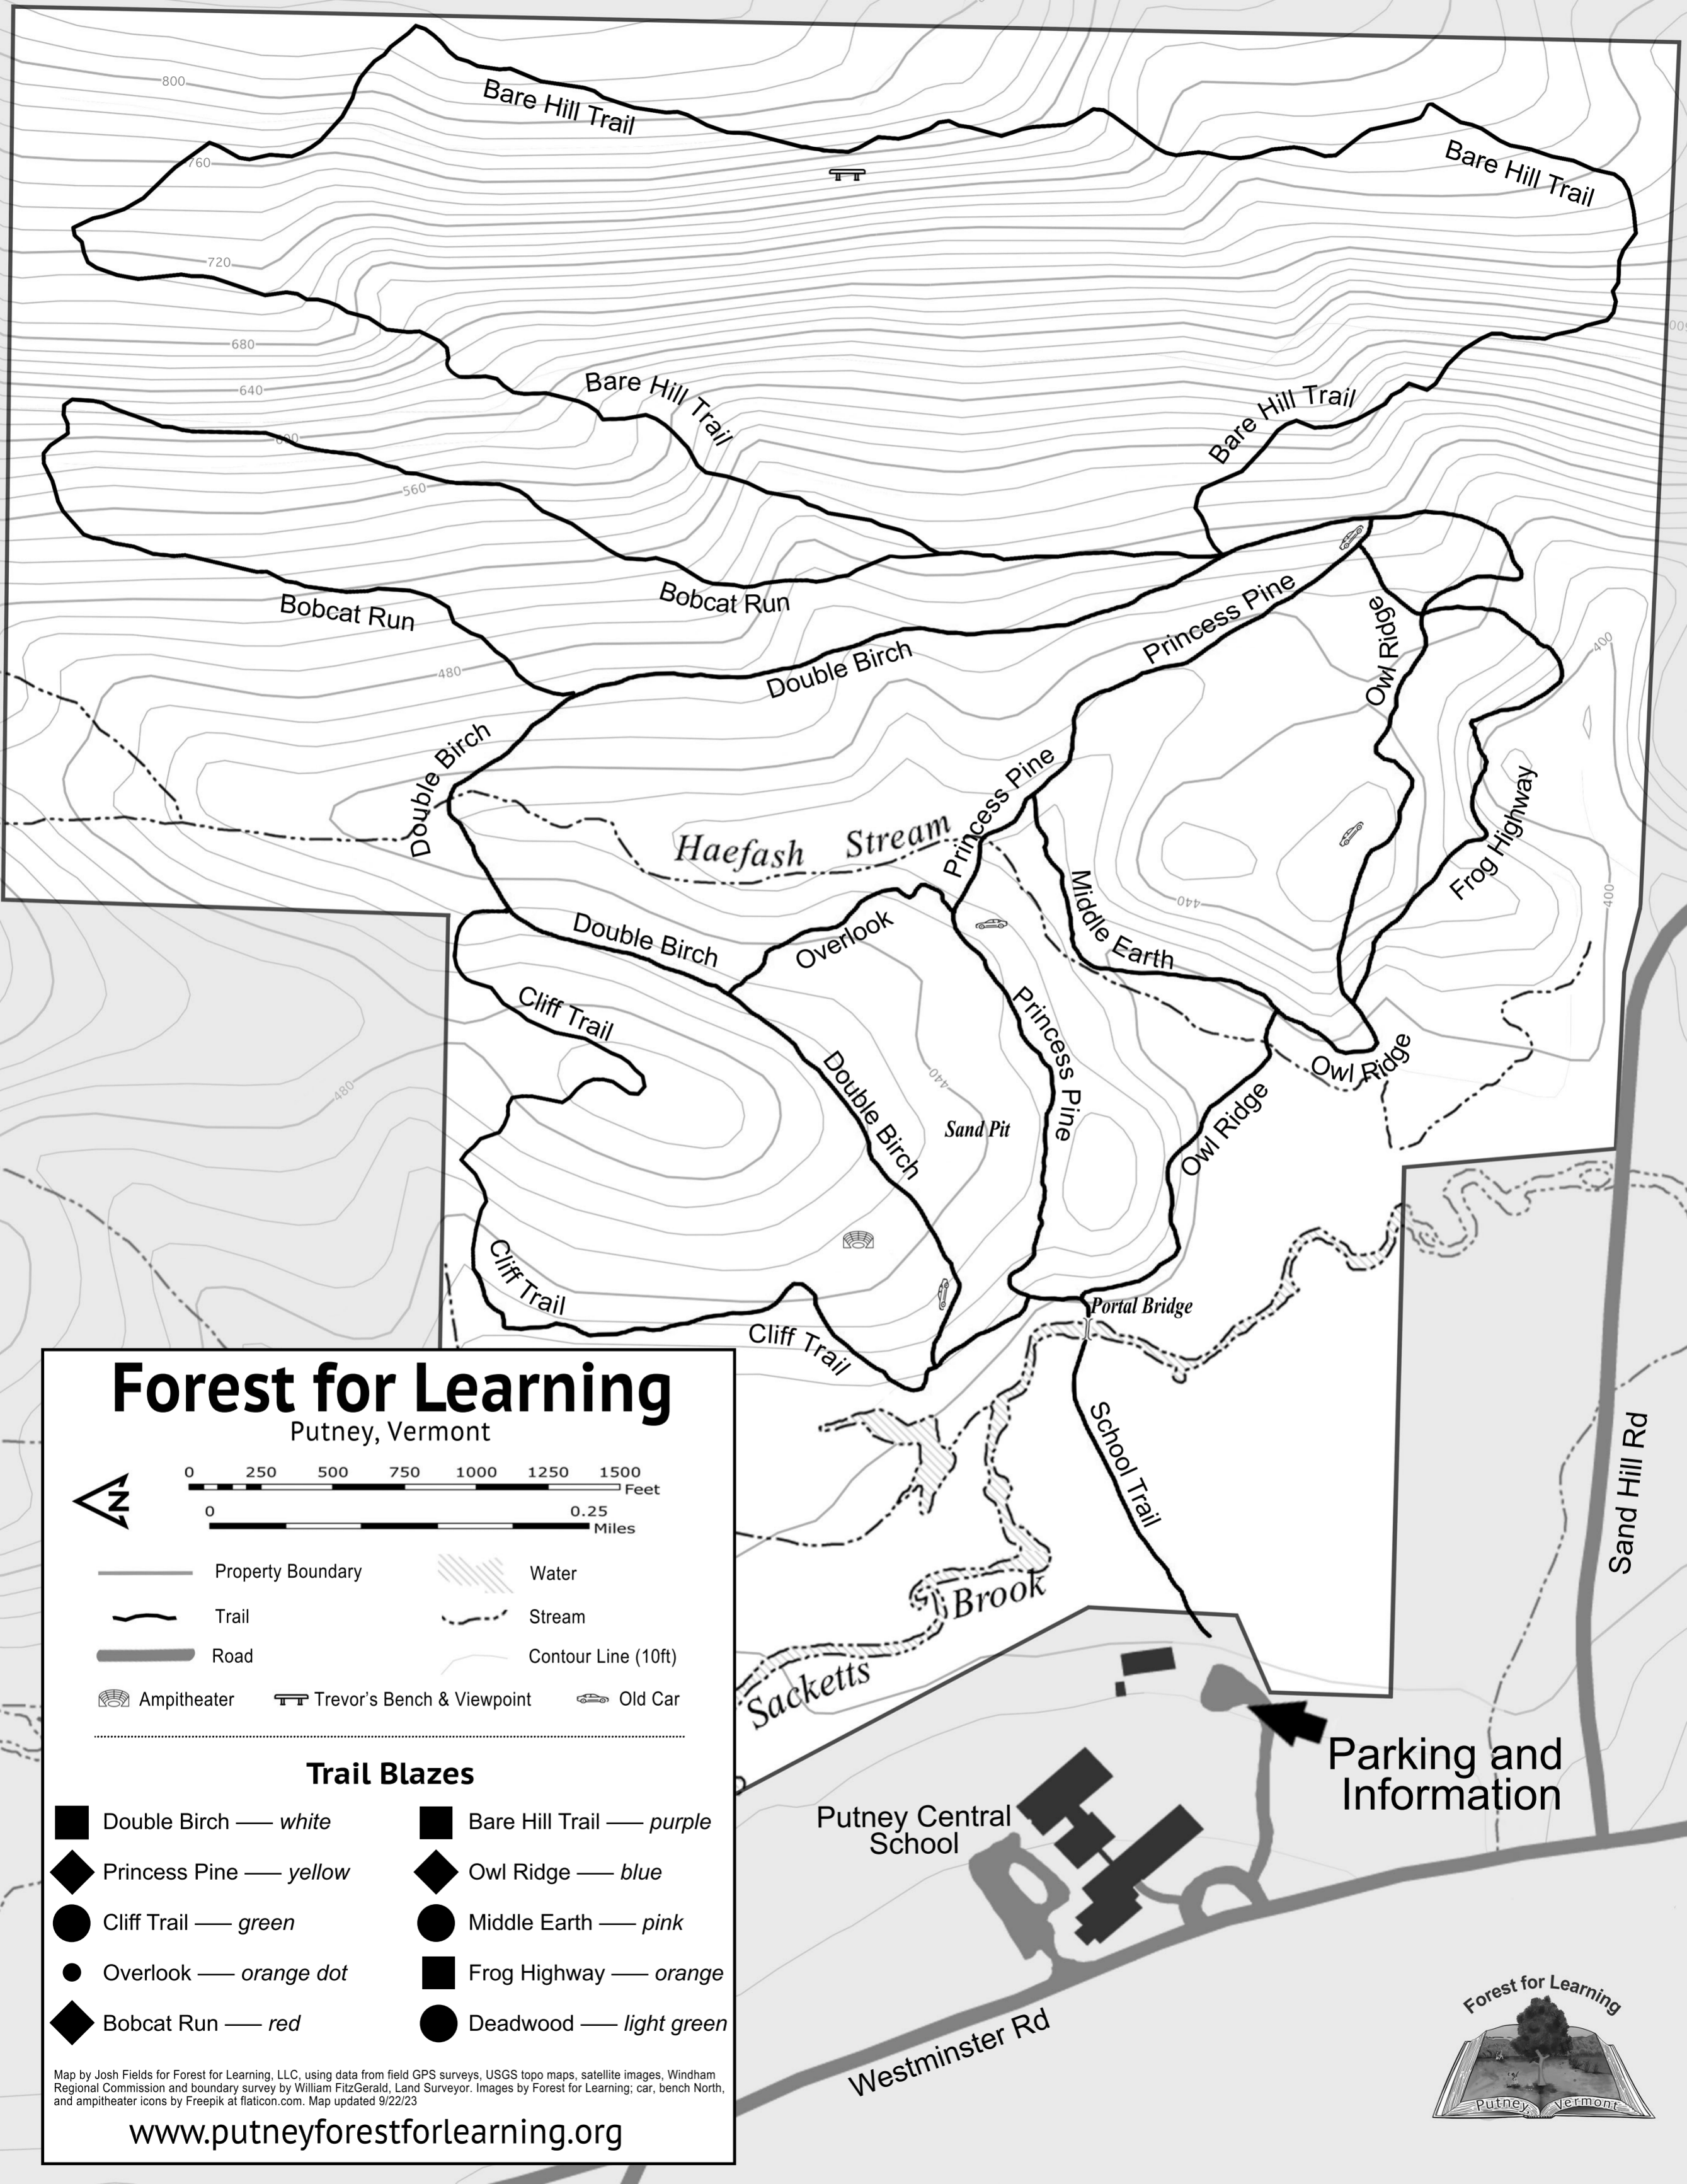 800
Bare Hill Trail
Bare Hill Trail
760
720
680
640
Bare Hill Trail
Bare Hill Trail
600
560
Bobcat Run
Bobcat Run
Princess Pine
Owl Ridge
400
480
Double Birch
Double Birch
Princess Pine
Haefash Stream
Frog Highway
440
400
Middle Earth
Double Birch
Overlook
Cliff Trail
Princess Pine
Owl Ridge
480
440
Double Birch
Sand Pit
Owl Ridge
Cliff Trail
Portal Bridge
Cliff Trail
School Trail
Sand Hill Rd
Sacketts Brook
Parking and
Information
Putney Central
School
Westminster Rd
Forest for Learning
Putney, Vermont
Forest for Learning
Putney, Vermont
N
0 250 500 750 1000 1250 1500
Feet
0 0.25
Miles
Property Boundary
Water
Trail
Stream
Road
Contour Line (10ft)
Ampitheater
Trevor's Bench & Viewpoint
Old Car
Trail Blazes
Double Birch — white
Bare Hill Trail — purple
Princess Pine — yellow
Owl Ridge — blue
Cliff Trail — green
Middle Earth — pink
Overlook — orange dot
Frog Highway — orange
Bobcat Run — red
Deadwood — light green
Map by Josh Fields for Forest for Learning, LLC, using data from field GPS surveys, USGS topo maps, satellite images, Windham
Regional Commission and boundary survey by William FitzGerald, Land Surveyor. Images by Forest for Learning; car, bench North,
and ampitheater icons by Freepik at flaticon.com. Map updated 9/22/23
www.putneyforestforlearning.org